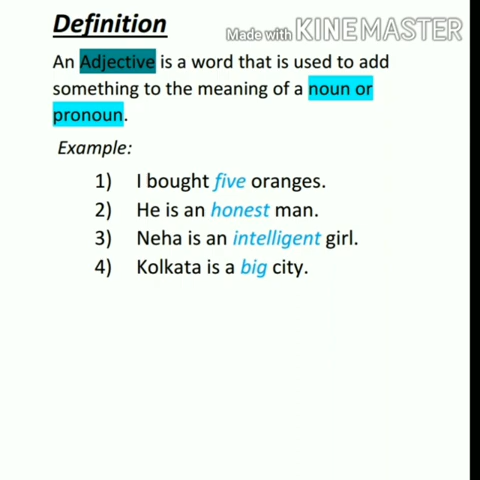 Definition
Made with KINEMASTER
An Adjective is a word that is used to add
something to the meaning of a noun or
pronoun.
Example:
1) I bought five oranges.
2) He is an honest man.
3) Neha is an intelligent girl.
4) Kolkata is a big city.